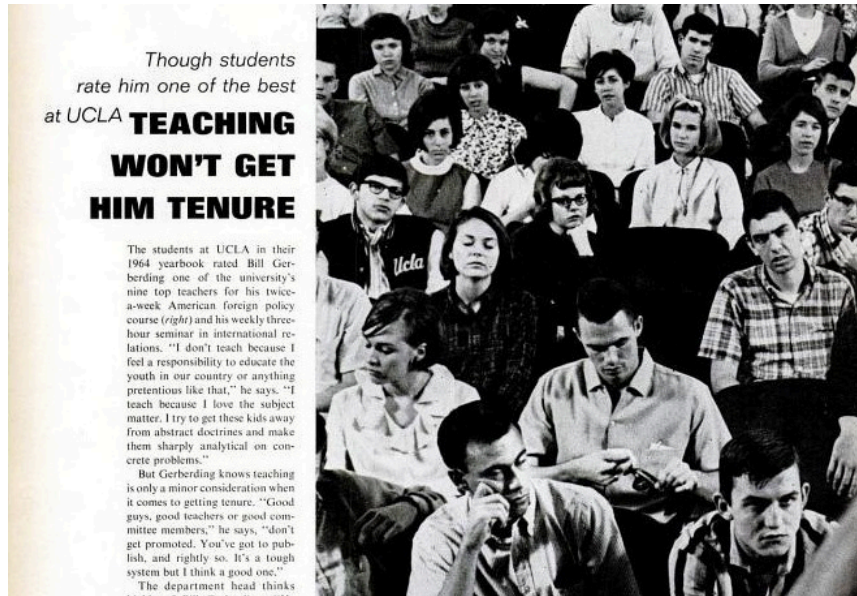 Though students
rate him one of the best
at UCLA TEACHING
WON'T GET
HIM TENURE
The students at UCLA in their
1964 yearbook rated Bill Ger-
berding one of the university's
nine top teachers for his twice-
a-week American foreign policy
course (right) and his weekly three-
hour seminar in international re-
lations. "I don't teach because I
feel a responsibility to educate the
youth in our country or anything
pretentious like that," he says. "I
teach because I love the subject
matter. I try to get these kids away
from abstract doctrines and make
them sharply analytical on con-
crete problems."
But Gerberding knows teaching
is only a minor consideration when
it comes to getting tenure. "Good
guys, good teachers or good com-
mittee members," he says, "don't
get promoted. You've got to pub-
lish, and rightly so. It's a tough
system but I think a good one."
The department head thinks
Ucla